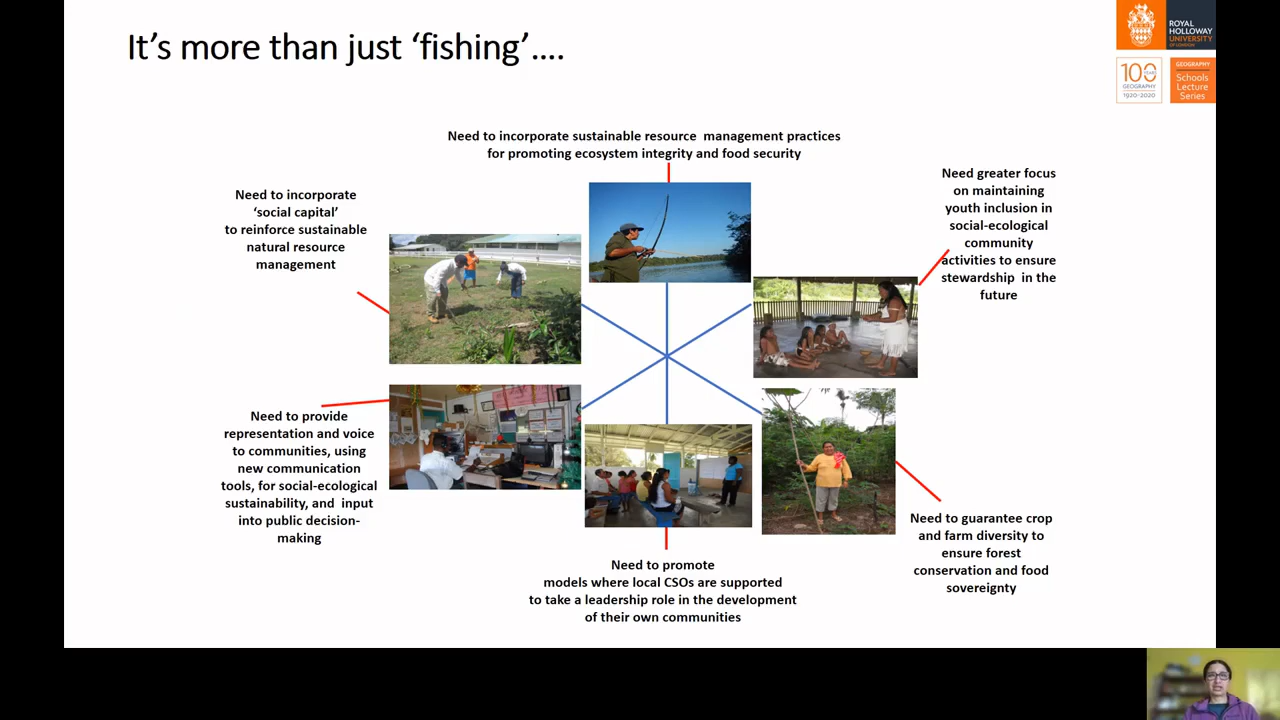 It's more than just 'fishing'....
ROYAL
HOLLOWAY
UNIVERSITY
OF LONDON
100
YEARS
GEOGRAPHY
1920-2020
GEOGRAPHY
Schools
Lecture
Series
Need to incorporate sustainable resource management practices
for promoting ecosystem integrity and food security
Need to incorporate
'social capital'
to reinforce sustainable
natural resource
management
Need greater focus
on maintaining
youth inclusion in
social-ecological
community
activities to ensure
stewardship in the
future
Need to provide
representation and voice
to communities, using
new communication
tools, for social-ecological
sustainability, and input
into public decision-
making
Need to promote
models where local CSOs are supported
to take a leadership role in the development
of their own communities
Need to guarantee crop
and farm diversity to
ensure forest
conservation and food
sovereignty